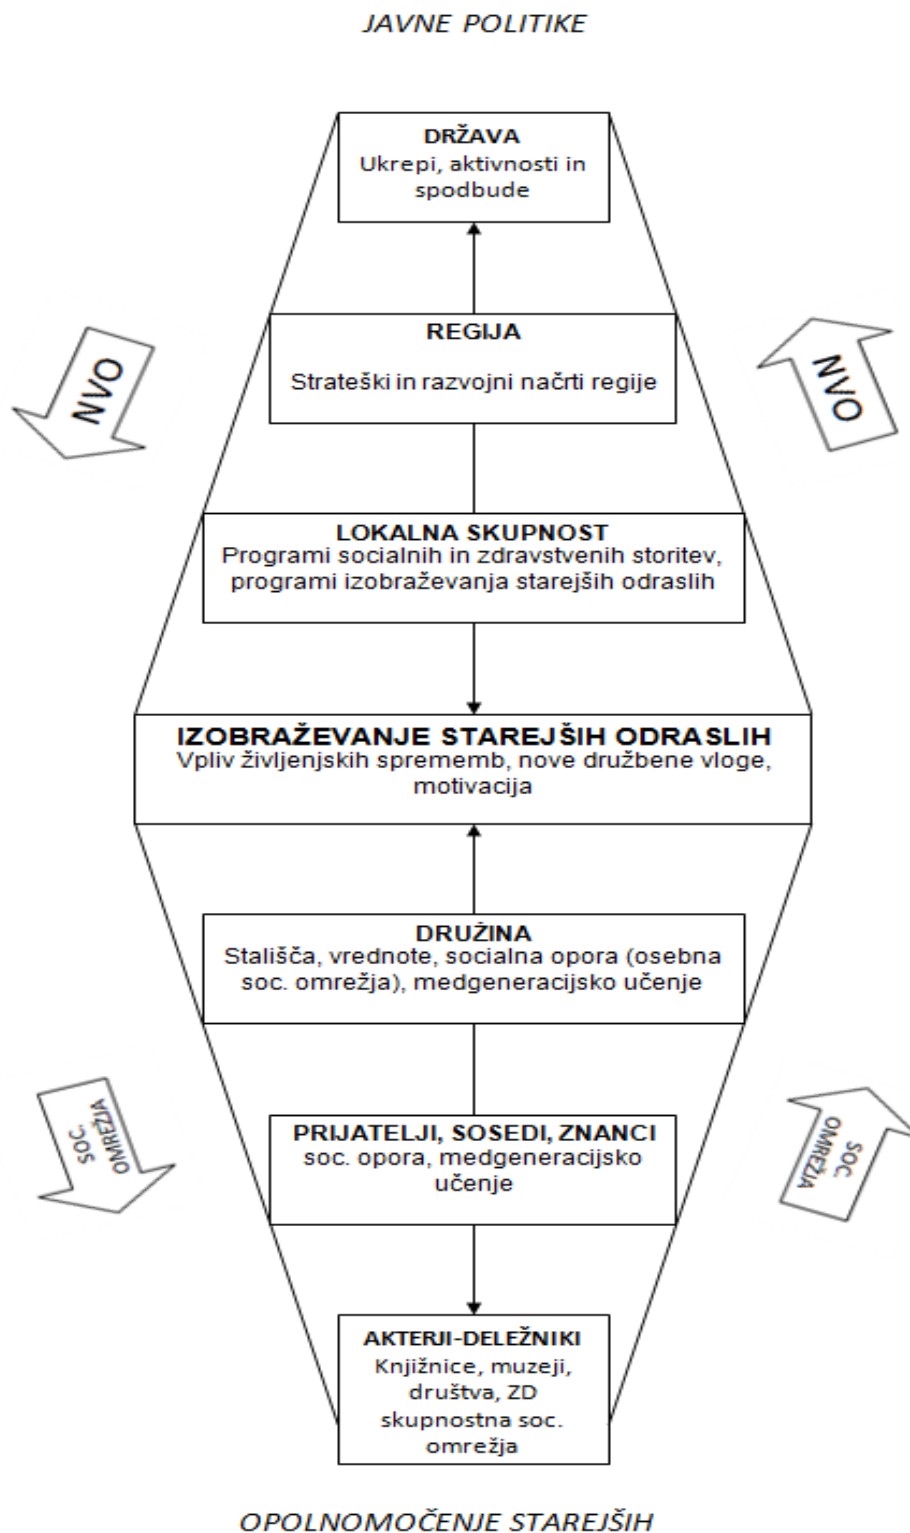 JAVNE POLITIKE
DRŽAVA
Ukrepi, aktivnosti in
spodbude
REGIJA
Strateški in razvojni načrti regije
NVO
NVO
LOKALNA SKUPNOST
Programi socialnih in zdravstvenih storitev,
programi izobraževanja starejših odraslih
IZOBRAŽEVANJE STAREJŠIH ODRASLIH
Vpliv življenjskih sprememb, nove družbene vloge,
motivacija
DRUŽINA
Stališča, vrednote, socialna opora (osebna
soc. omrežja), medgeneracijsko učenje
SOC.
OMREŽJA
PRIJATELJI, SOSEDI, ZNANCI
soc. opora, medgeneracijsko
učenje
SOC.
OMREŽJA
AKTERJI-DELEŽNIKI
Knjižnice, muzeji,
društva, ZD
skupnostna soc.
omrežja
OPOLNOMOČENJE STAREJŠIH